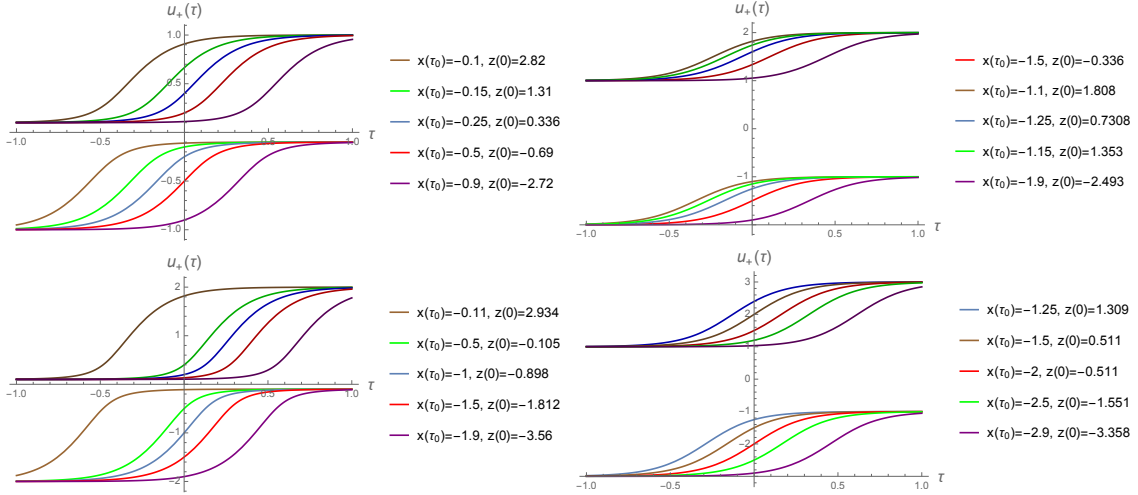 u₊(τ)
1.0
0.5
-1.0
-0.5
0.5
1.0
τ
-0.5
-1.0
x(τ₀)=-0.1, z(0)=2.82
x(τ₀)=-0.15, z(0)=1.31
x(τ₀)=-0.25, z(0)=0.336
x(τ₀)=-0.5, z(0)=-0.69
x(τ₀)=-0.9, z(0)=-2.72
u₊(τ)
2
1
0
-1
-1.0
-0.5
0.5
1.0
τ
x(τ₀)=-1.5, z(0)=-0.336
x(τ₀)=-1.1, z(0)=1.808
x(τ₀)=-1.25, z(0)=0.7308
x(τ₀)=-1.15, z(0)=1.353
x(τ₀)=-1.9, z(0)=-2.493
u₊(τ)
2
1
-1.0
-0.5
0.5
1.0
τ
-1
-2
x(τ₀)=-0.11, z(0)=2.934
x(τ₀)=-0.5, z(0)=-0.105
x(τ₀)=-1, z(0)=-0.898
x(τ₀)=-1.5, z(0)=-1.812
x(τ₀)=-1.9, z(0)=-3.56
u₊(τ)
3
2
1
0
-1
-2
-1.0
-0.5
0.5
1.0
τ
x(τ₀)=-1.25, z(0)=1.309
x(τ₀)=-1.5, z(0)=0.511
x(τ₀)=-2, z(0)=-0.511
x(τ₀)=-2.5, z(0)=-1.551
x(τ₀)=-2.9, z(0)=-3.358